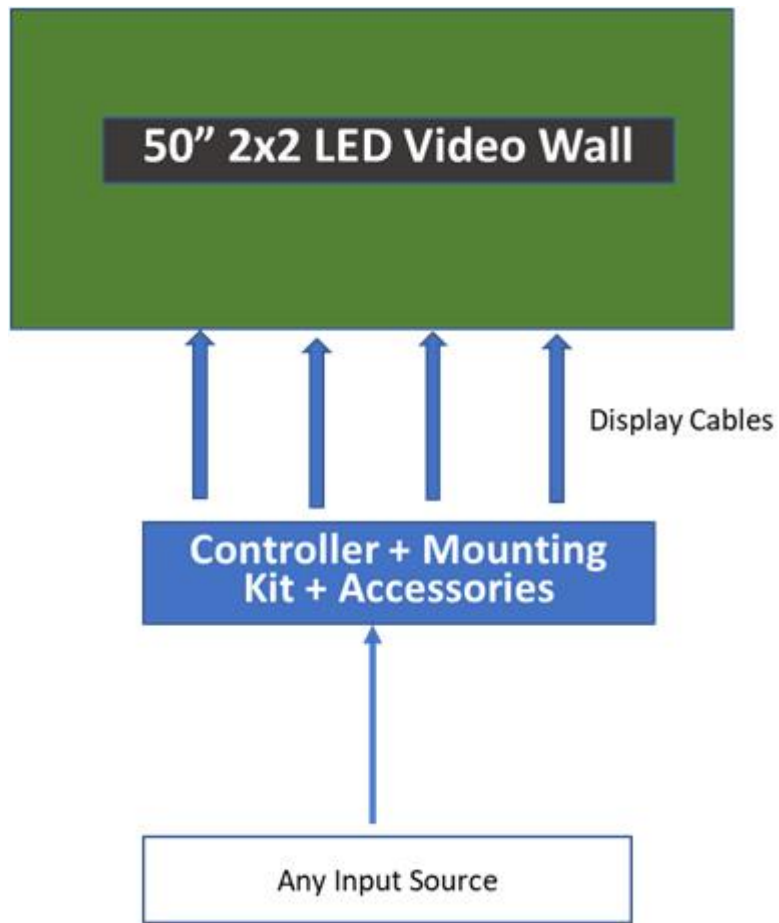 50” 2x2 LED Video Wall
Display Cables
Controller + Mounting
Kit + Accessories
Any Input Source